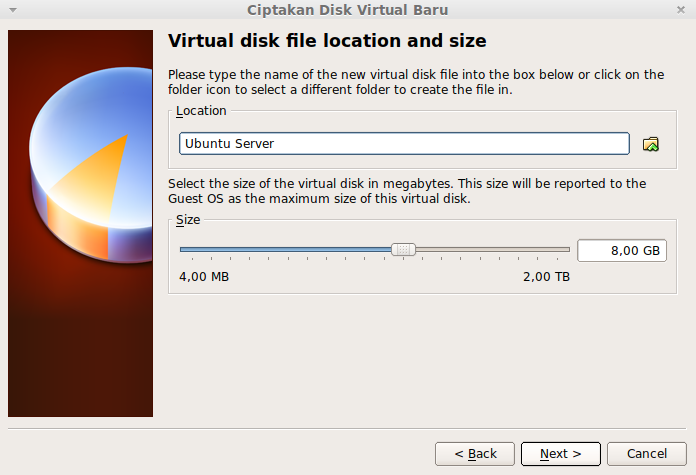 Ciptakan Disk Virtual Baru
Virtual disk file location and size
Please type the name of the new virtual disk file into the box below or click on the
folder icon to select a different folder to create the file in.
Location
Ubuntu Server
Select the size of the virtual disk in megabytes. This size will be reported to the
Guest OS as the maximum size of this virtual disk.
Size
8,00 GB
4,00 MB 2,00 TB
< Back Next > Cancel